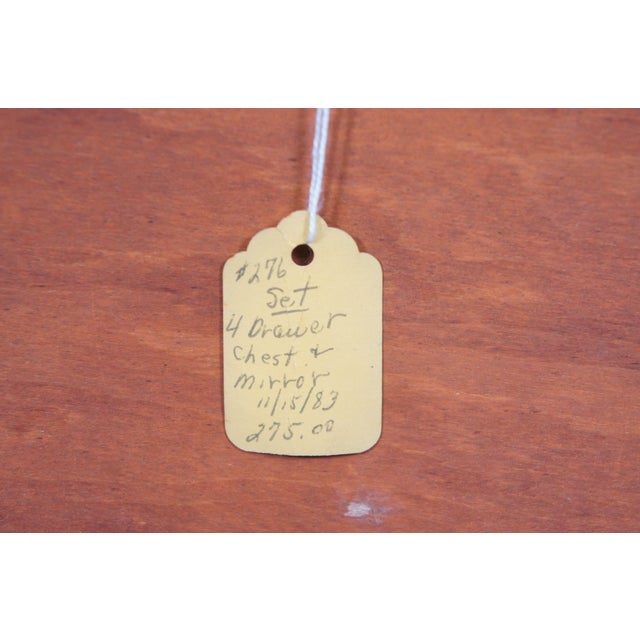 #276
Set
4 Drawer
Chest &
Mirror
11/15/83
275.00